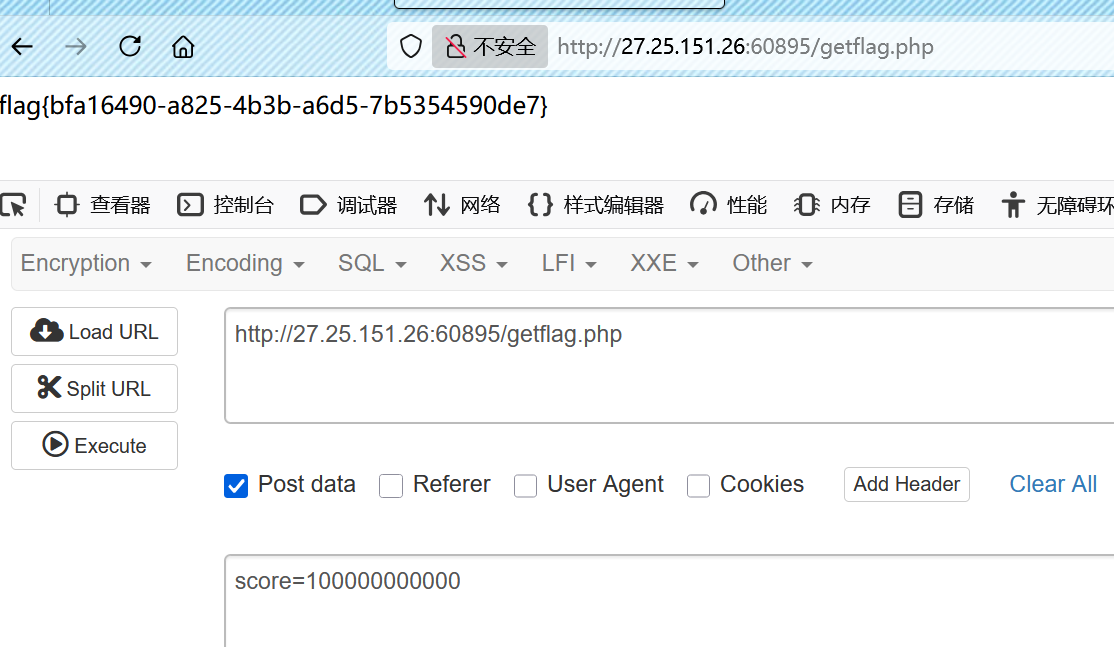 不安全 http://27.25.151.26:60895/getflag.php
flag{bfa16490-a825-4b3b-a6d5-7b5354590de7}
查看器 控制台 调试器 网络 样式编辑器 性能 内存 存储 无障碍环
Encryption Encoding SQL XSS LFI XXE Other
Load URL http://27.25.151.26:60895/getflag.php
Split URL
Execute
Post data Referer User Agent Cookies Add Header Clear All
score=100000000000